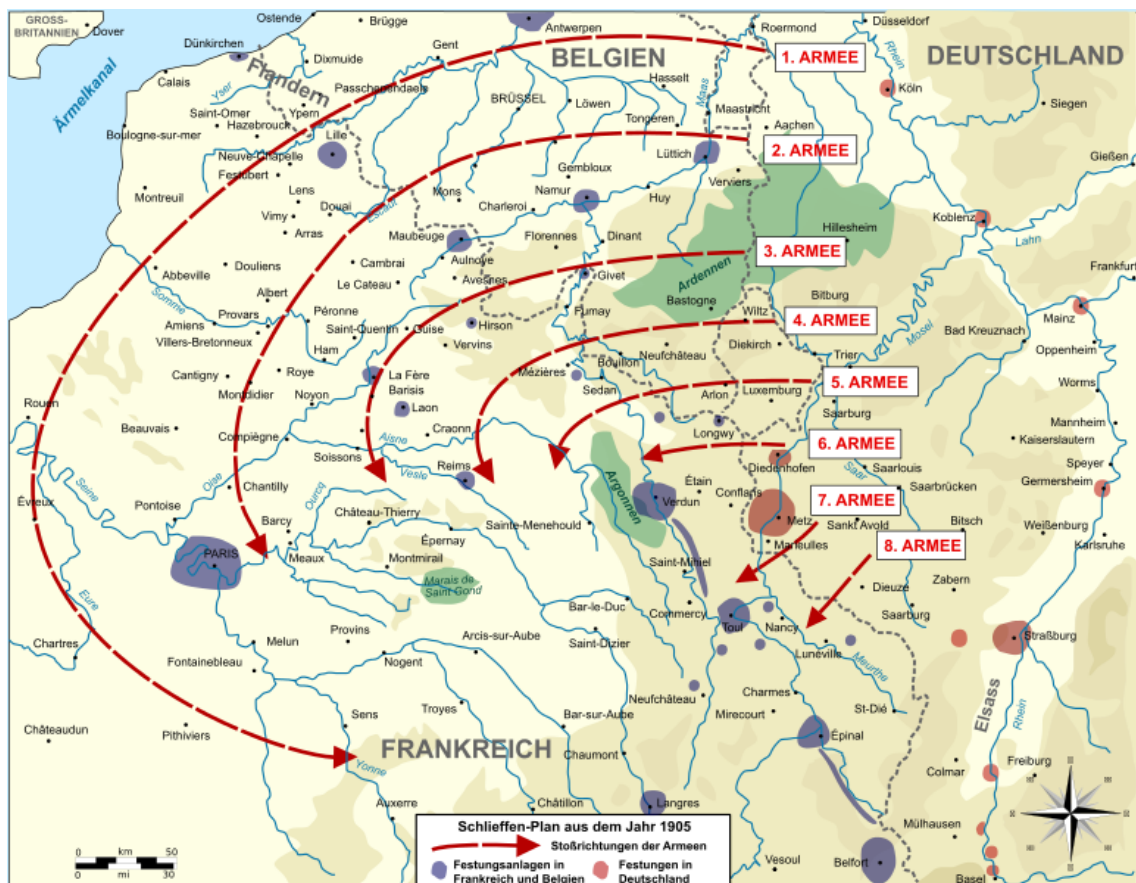 GROSS-
BRITANNIEN
Dover
Ostende
Brügge
Antwerpen
Roermond
Düsseldorf
Dünkirchen
Dixmuide
Gent
BELGIEN
1. ARMEE
DEUTSCHLAND
Rhein
Ärmelkanal
Calais
Flandern
Passchenendaele
Hasselt
Maas
Köln
Siegen
Yser
Saint-Omer
Ypern
BRÜSSEL
Löwen
Maastricht
Boulogne-sur-mer
Hazebrouck
Lille
Tongeren
Aachen
Neuve-Chapelle
Festubert
Gembloux
Lüttich
2. ARMEE
Gießen
Montreuil
Lens
Douai
Escaut
Mons
Namur
Huy
Verviers
Vimy
Charleroi
Koblenz
Arras
Maubeuge
Florennes
Dinant
Hillesheim
Lahn
Abbeville
Douliens
Cambrai
Aulnoye
3. ARMEE
Frankfurt
Le Cateau
Avesnes
Givet
Ardennen
Somme
Albert
Bastogne
Bitburg
Mainz
Provars
Péronne
Fumay
Wiltz
4. ARMEE
Mosel
Amiens
Saint-Quentin
Guise
Hirson
Bad Kreuznach
Villers-Bretonneux
Vervins
Neufchâteau
Diekirch
Oppenheim
Ham
Bouillon
Trier
Cantigny
Roye
La Fère
Mézières
Sedan
5. ARMEE
Worms
Montdidier
Noyon
Barisis
Arlon
Luxemburg
Rouen
Laon
Saarburg
Mannheim
Beauvais
Compiègne
Aisne
Craonn
Longwy
6. ARMEE
Kaiserslautern
Soissons
Reims
Diedenhofen
Saar
Saarlouis
Speyer
Seine
Oise
Chantilly
Vesle
Argonnen
Étain
Saarbrücken
Germersheim
Évreux
Pontoise
Ourcq
Verdun
Conflans
7. ARMEE
Barcy
Château-Thierry
Sainte-Menehould
Metz
Sankt Avold
Bitsch
Weißenburg
PARIS
Meaux
Épernay
Marieulles
8. ARMEE
Karlsruhe
Montmirail
Saint-Mihiel
Eure
Marais de
Saint Gond
Dieuze
Zabern
Bar-le-Duc
Commercy
Saarburg
Chartres
Melun
Provins
Arcis-sur-Aube
Saint-Dizier
Toul
Nancy
Straßburg
Fontainebleau
Nogent
Luneville
Meurthe
Elsass
Neufchâteau
Charmes
Troyes
Mirecourt
St-Dié
Rhein
Châteaudun
Pithiviers
Sens
Bar-sur-Aube
Épinal
FRANKREICH
Chaumont
Yonne
Colmar
Freiburg
Auxerre
Châtillon
Langres
Mülhausen
Schlieffen-Plan aus dem Jahr 1905
Stoßrichtungen der Armeen
Festungsanlagen in
Frankreich und Belgien
Festungen in
Deutschland
0 50
km
mi
0 30
Vesoul
Belfort
Basel